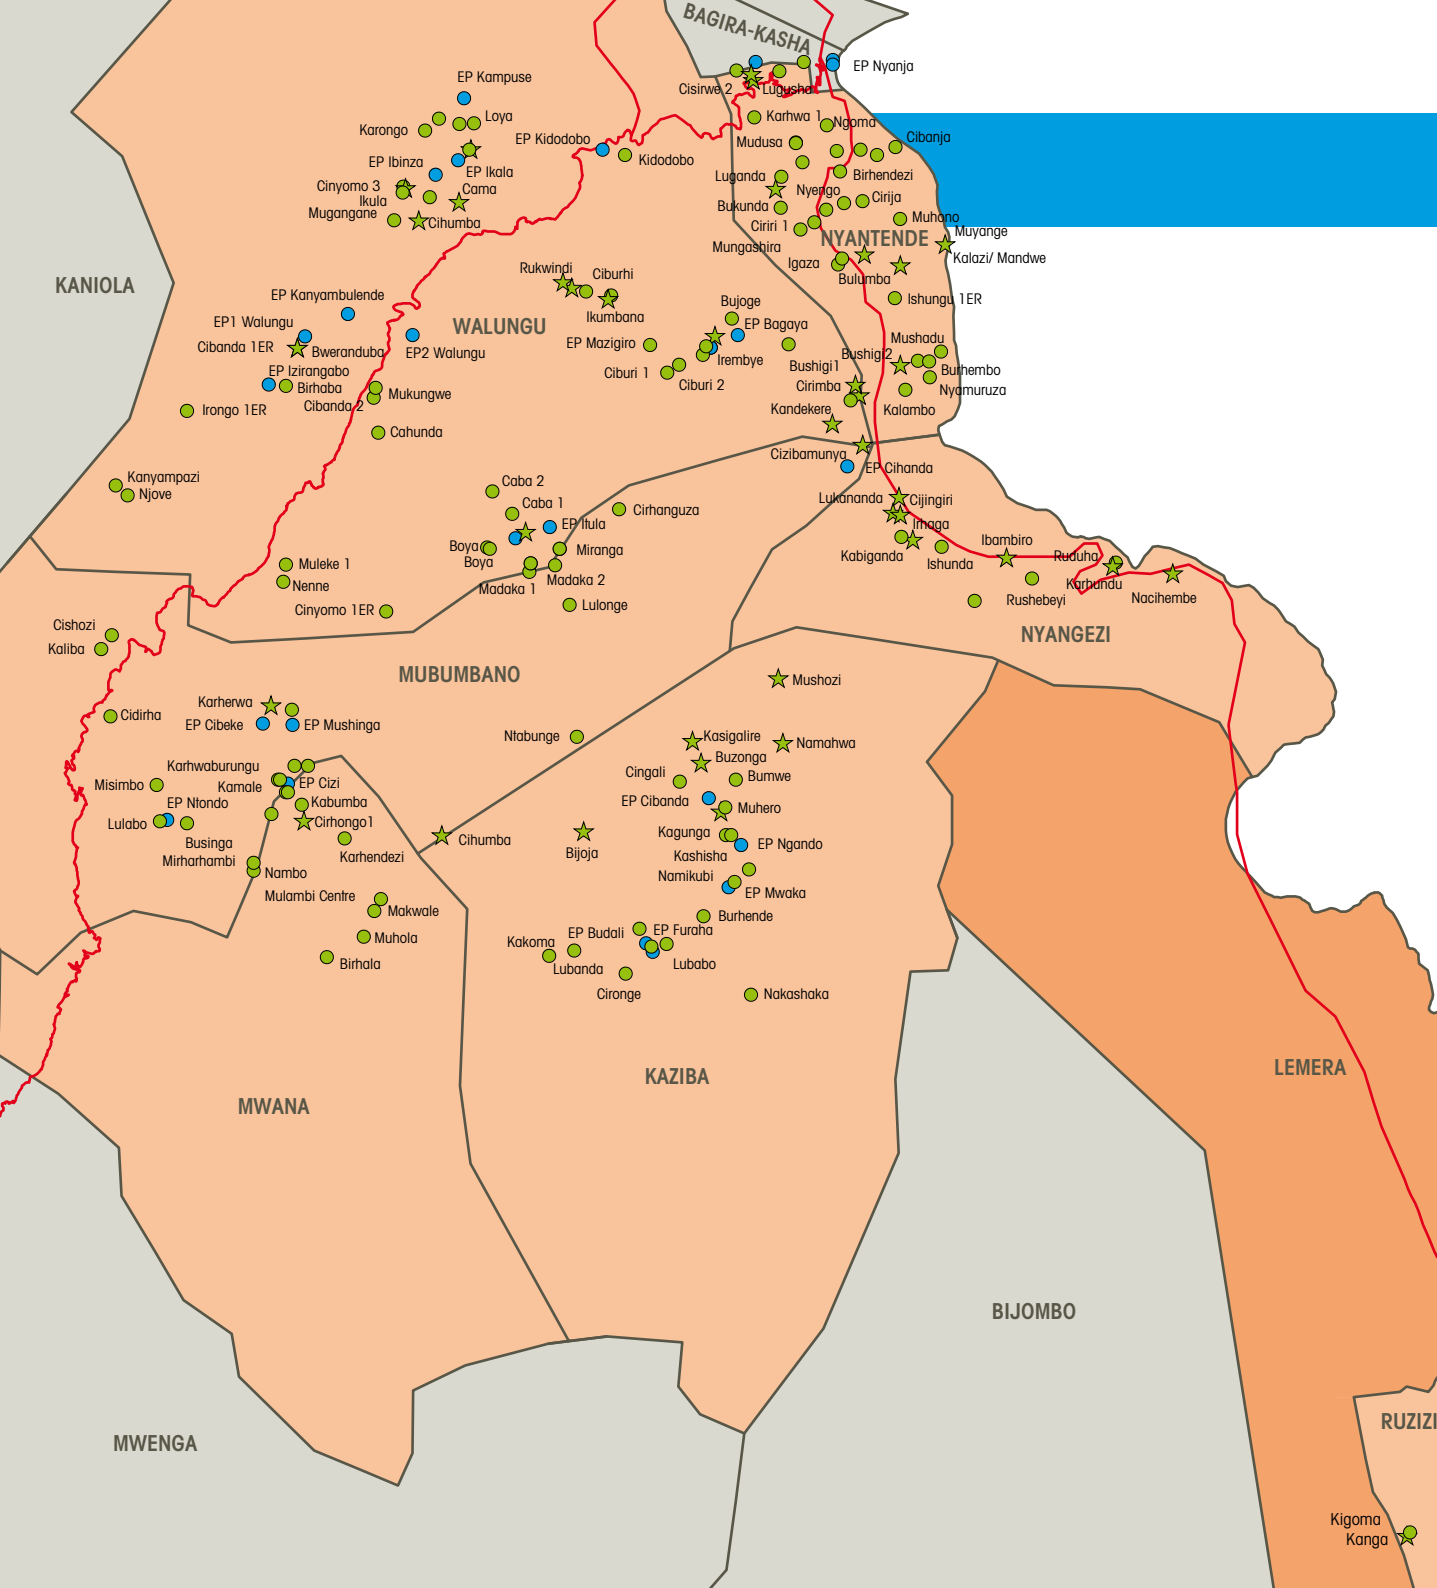 BAGIRA-KASHA
EP Nyanja
EP Kampuse
Cisirwe 2
Lugusha
Loya
Karongo
Karhwa 1
Ngoma
EP Kidodobo
Mudusa
Cibanja
Kidodobo
EP Ibinza
EP Ikala
Luganda
Birhendezi
Cinyomo 3
Cama
Nyengo
Ikula
Cirija
Bukunda
Mugangane
Cihumba
Muhono
Ciriri 1
Muyange
NYANTENDE
Mungashira
Kalazi/ Mandwe
Igaza
Rukwindi
Ciburhi
Bulumba
KANIOLA
EP Kanyambulende
Ishungu 1ER
Bujoge
Ikumbana
EP1 Walungu
WALUNGU
EP Bagaya
Mushadu
Cibanda 1ER
EP Mazigiro
Bweranduba
EP2 Walungu
Bushigi2
Irembye
Bushigi1
EP Izirangabo
Ciburi 1
Burhembo
Birhaba
Ciburi 2
Cirimba
Nyamuruza
Mukungwe
Irongo 1ER
Cibanda 2
Kandekere
Kalambo
Cahunda
Cizibamunya
EP Cihanda
Kanyampazi
Caba 2
Njove
Lukananda
Cijingiri
Caba 1
Cirhanguza
EP Itula
Irhaga
Ibambiro
Boya
Miranga
Kabiganda
Ruduha
Boya
Ishunda
Muleke 1
Madaka 2
Karhundu
Nenne
Madaka 1
Rushebeyi
Nacihembe
Cinyomo 1ER
Lulonge
Cishozi
NYANGEZI
Kaliba
MUBUMBANO
Mushozi
Karherwa
Cidirha
EP Cibeke
EP Mushinga
Ntabunge
Kasigalire
Namahwa
Buzonga
Karhwaburungu
Cingali
Bumwe
Misimbo
Kamale
EP Cizi
EP Ntondo
Kabumba
EP Cibanda
Muhero
Lulabo
Cirhongo1
Kagunga
Cihumba
Businga
EP Ngando
Bijoja
Karhendezi
Kashisha
Mirharhambi
Nambo
Namikubi
Mulambi Centre
EP Mwaka
Makwale
Burhende
EP Budali
EP Furaha
Muhola
Kakoma
Birhala
Lubanda
Lubabo
Cironge
Nakashaka
LEMERA
KAZIBA
MWANA
BIJOMBO
RUZIZI
MWENGA
Kigoma
Kanga